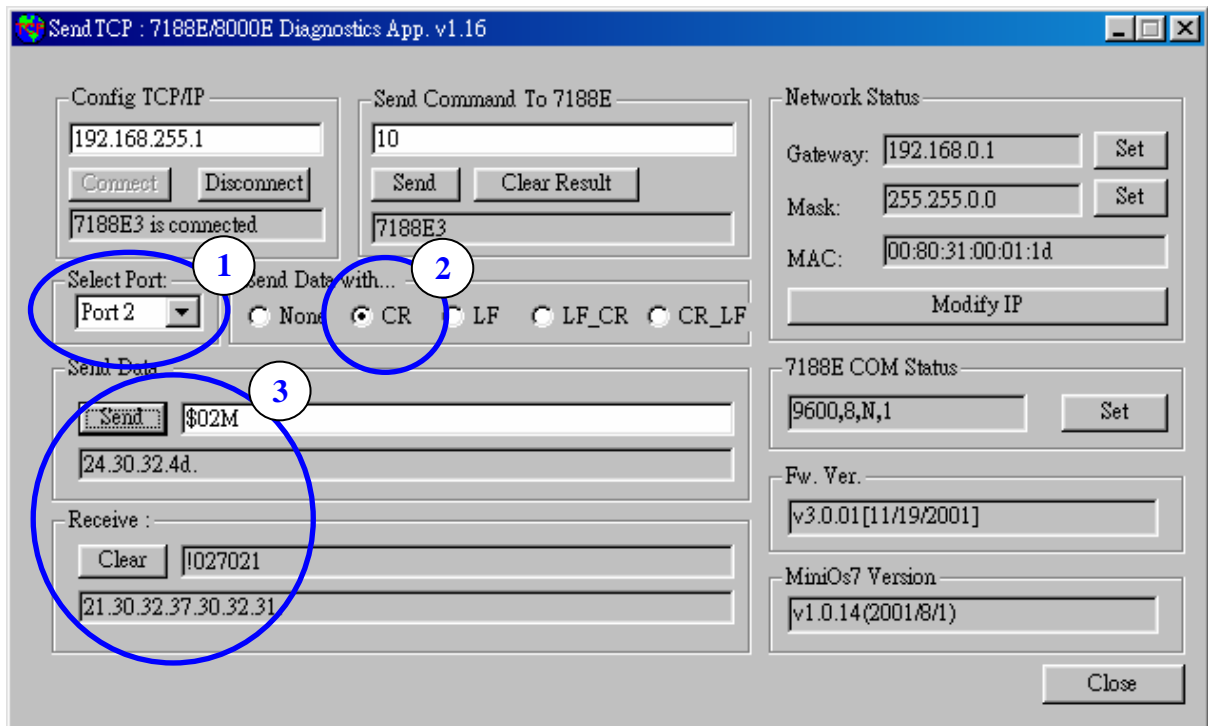 Send TCP : 7188E/8000E Diagnostics App. v1.16
Config TCP/IP
192.168.255.1
Connect Disconnect
7188E3 is connected
Send Command To 7188E
10
Send Clear Result
7188E3
Network Status
Gateway: 192.168.0.1 Set
Mask: 255.255.0.0 Set
MAC: 00:80:31:00:01:1d
Modify IP
1
Select Port:
Port 2
2
Send Data with...
None CR LF LF_CR CR_LF
3
Send Data
Send $02M
24.30.32.4d.
Receive :
Clear !027021
21.30.32.37.30.32.31
7188E COM Status
9600,8,N,1 Set
Fw. Ver.
v3.0.01[11/19/2001]
MiniOs7 Version
v1.0.14(2001/8/1)
Close